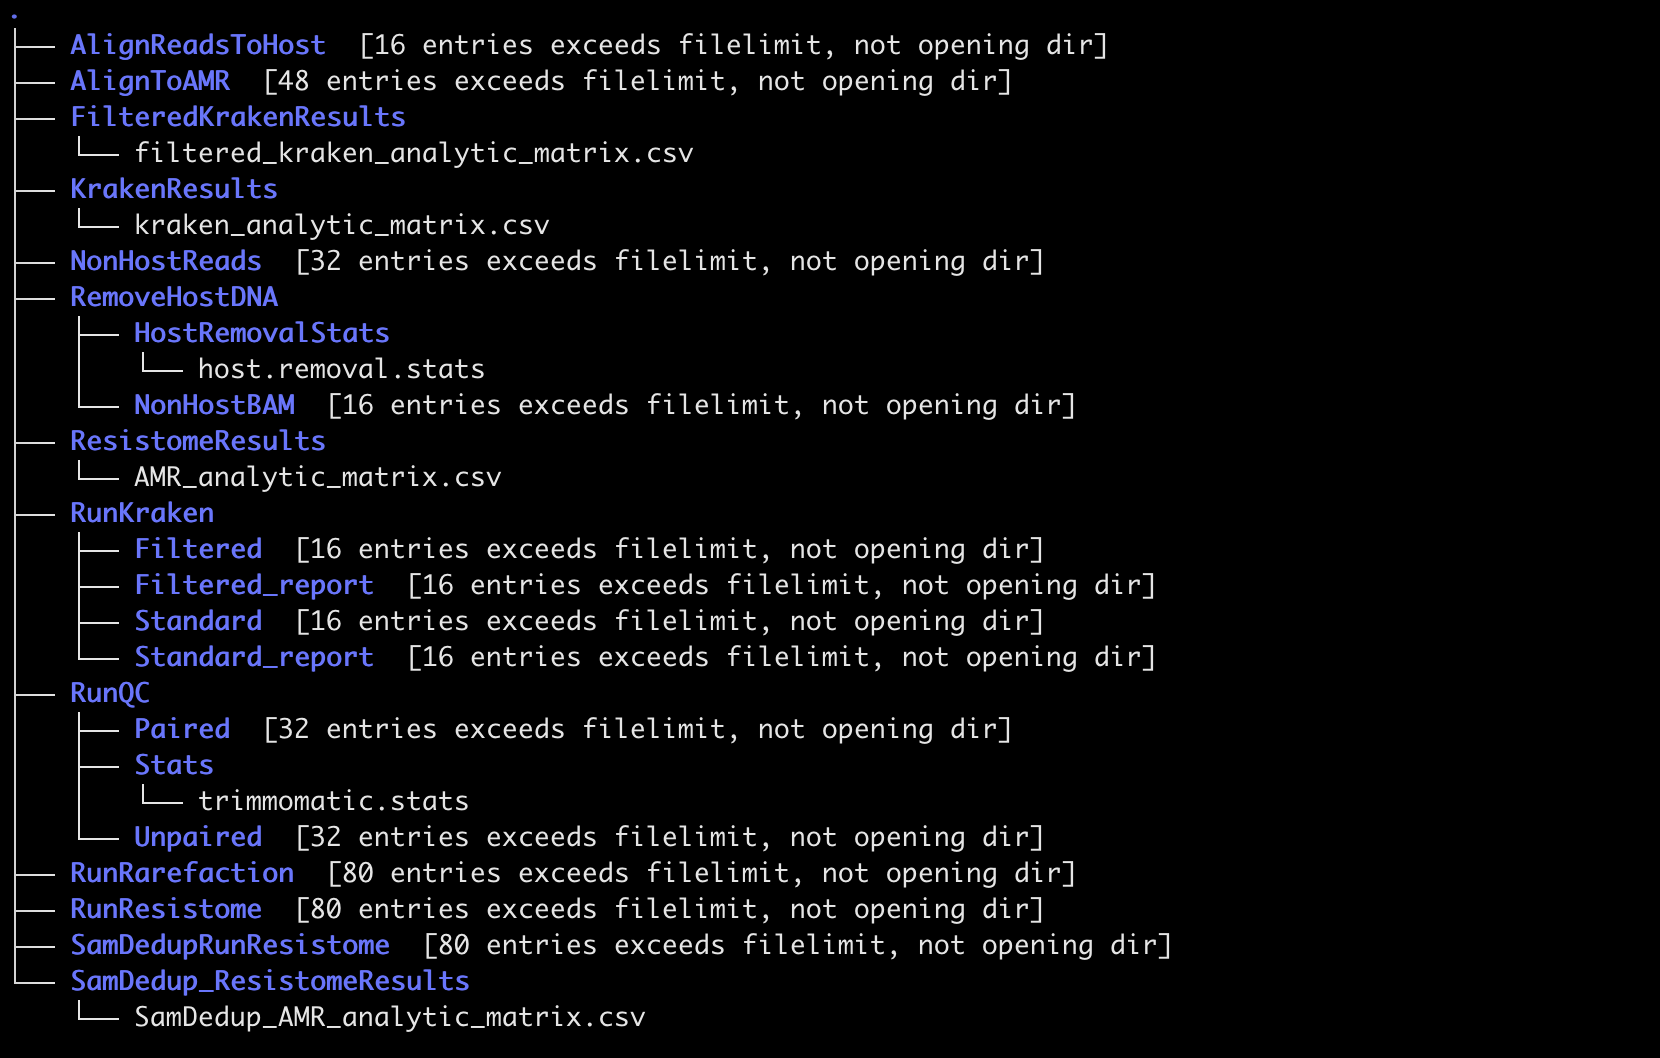 .
├── AlignReadsToHost  [16 entries exceeds filelimit, not opening dir]
├── AlignToAMR  [48 entries exceeds filelimit, not opening dir]
├── FilteredKrakenResults
│   └── filtered_kraken_analytic_matrix.csv
├── KrakenResults
│   └── kraken_analytic_matrix.csv
├── NonHostReads  [32 entries exceeds filelimit, not opening dir]
├── RemoveHostDNA
│   ├── HostRemovalStats
│   │   └── host.removal.stats
│   └── NonHostBAM  [16 entries exceeds filelimit, not opening dir]
├── ResistomeResults
│   └── AMR_analytic_matrix.csv
├── RunKraken
│   ├── Filtered  [16 entries exceeds filelimit, not opening dir]
│   ├── Filtered_report  [16 entries exceeds filelimit, not opening dir]
│   ├── Standard  [16 entries exceeds filelimit, not opening dir]
│   └── Standard_report  [16 entries exceeds filelimit, not opening dir]
├── RunQC
│   ├── Paired  [32 entries exceeds filelimit, not opening dir]
│   ├── Stats
│   │   └── trimmomatic.stats
│   └── Unpaired  [32 entries exceeds filelimit, not opening dir]
├── RunRarefaction  [80 entries exceeds filelimit, not opening dir]
├── RunResistome  [80 entries exceeds filelimit, not opening dir]
├── SamDedupRunResistome  [80 entries exceeds filelimit, not opening dir]
└── SamDedup_ResistomeResults
    └── SamDedup_AMR_analytic_matrix.csv